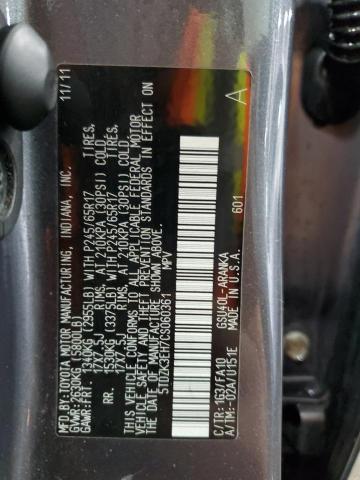 MFD.BY:TOYOTA MOTOR MANUFACTURING, INDIANA, INC. 11/11
GVWR:2630KG (5800LB)
GAWR:FRT. 1340KG (2955LB) WITH P245/65R17 TIRES,
17X7.5J RIMS, AT 210KPA (30PSI) COLD
RR. 1530KG (3375LB) WITH P245/65R17 TIRES,
17X7.5J RIMS, AT 210KPA (30PSI) COLD
THIS VEHICLE CONFORMS TO ALL APPLICABLE FEDERAL MOTOR
VEHICLE SAFETY AND THEFT PREVENTION STANDARDS IN EFFECT
ON THE DATE OF MANUFACTURE SHOWN ABOVE.
5TDZK3EH7CS060361 MPV
A
601
C/TR:1G3/FA10 GSU40L-ARANKA
A/TM:-02A/U151E MADE IN U.S.A.